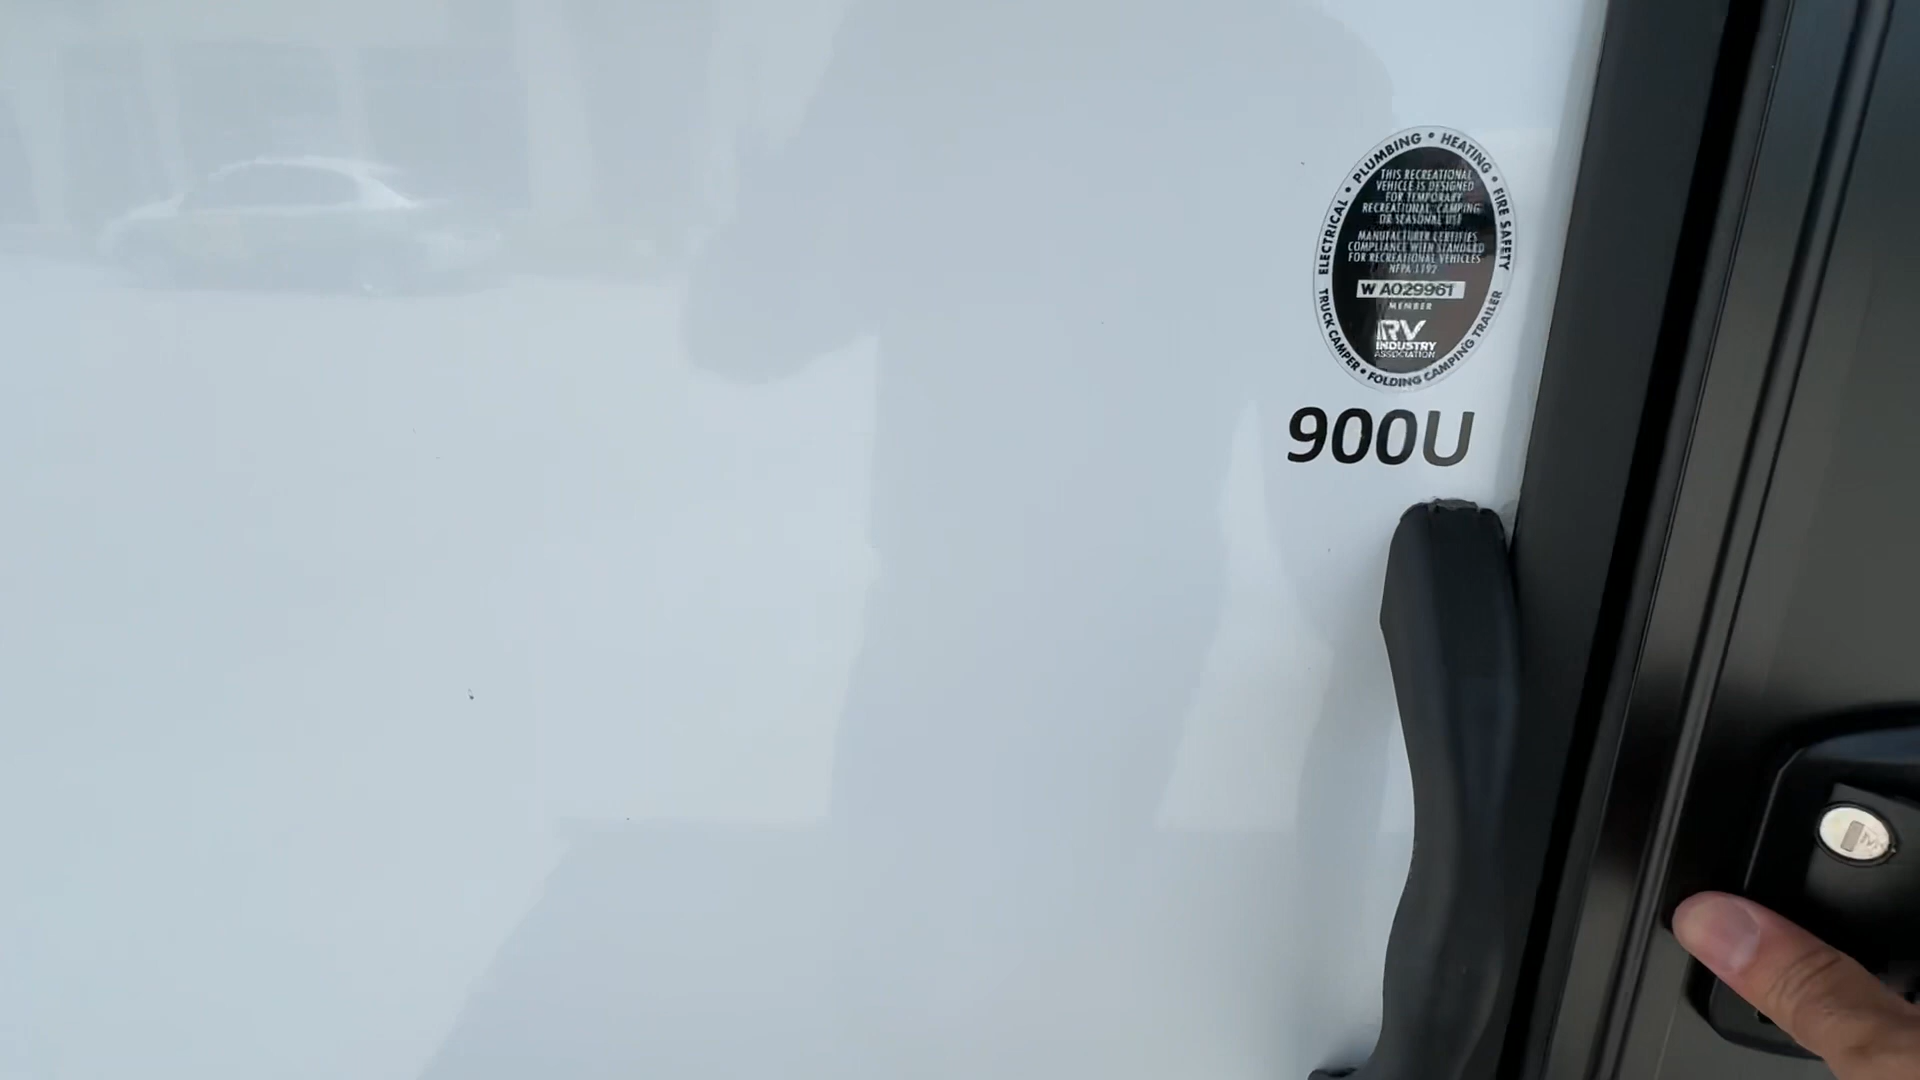 ELECTRICAL • PLUMBING • HEATING • FIRE SAFETY
THIS RECREATIONAL
VEHICLE IS DESIGNED
FOR TEMPORARY
RECREATIONAL, CAMPING
OR SEASONAL USE
MANUFACTURER CERTIFIES
COMPLIANCE WITH STANDARD
FOR RECREATIONAL VEHICLES
NFPA 1192
W A029961
MEMBER
RV
INDUSTRY
ASSOCIATION
TRUCK CAMPER • FOLDING CAMPING TRAILER
900U